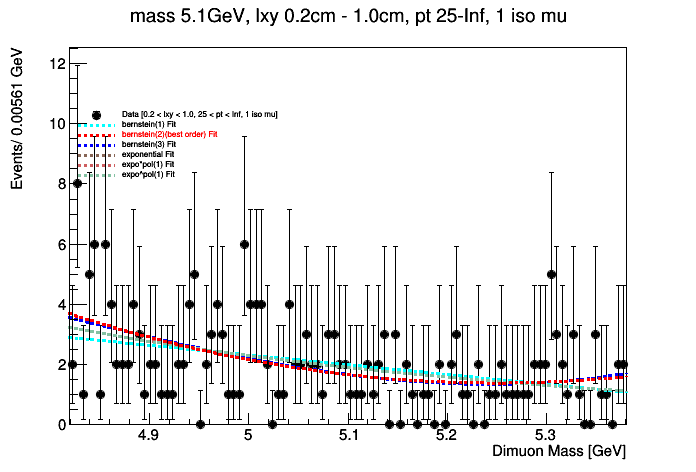 mass 5.1GeV, lxy 0.2cm - 1.0cm, pt 25-Inf, 1 iso mu
Events/ 0.00561 GeV
12
10
8
6
4
2
0
Data [0.2 < lxy < 1.0, 25 < pt < Inf, 1 iso mu]
bernstein(1) Fit
bernstein(2)(best order) Fit
bernstein(3) Fit
exponential Fit
expo*pol(1) Fit
expo^pol(1) Fit
4.9
5
5.1
5.2
5.3
Dimuon Mass [GeV]